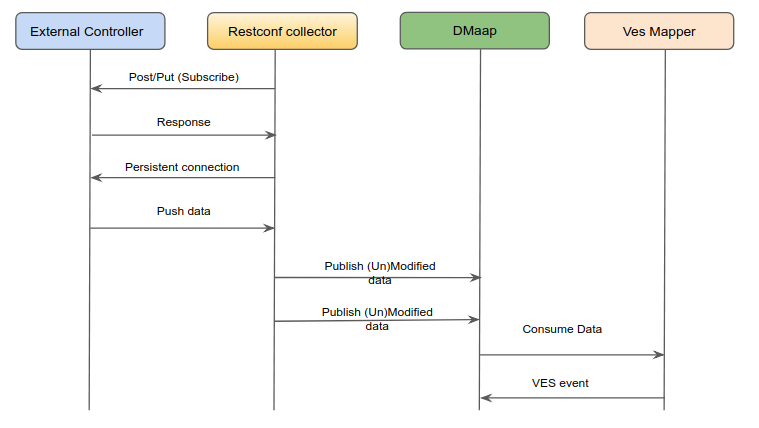 External Controller
Restconf collector
DMaap
Ves Mapper
Post/Put (Subscribe)
Response
Persistent connection
Push data
Publish (Un)Modified
data
Publish (Un)Modified
data
Consume Data
VES event